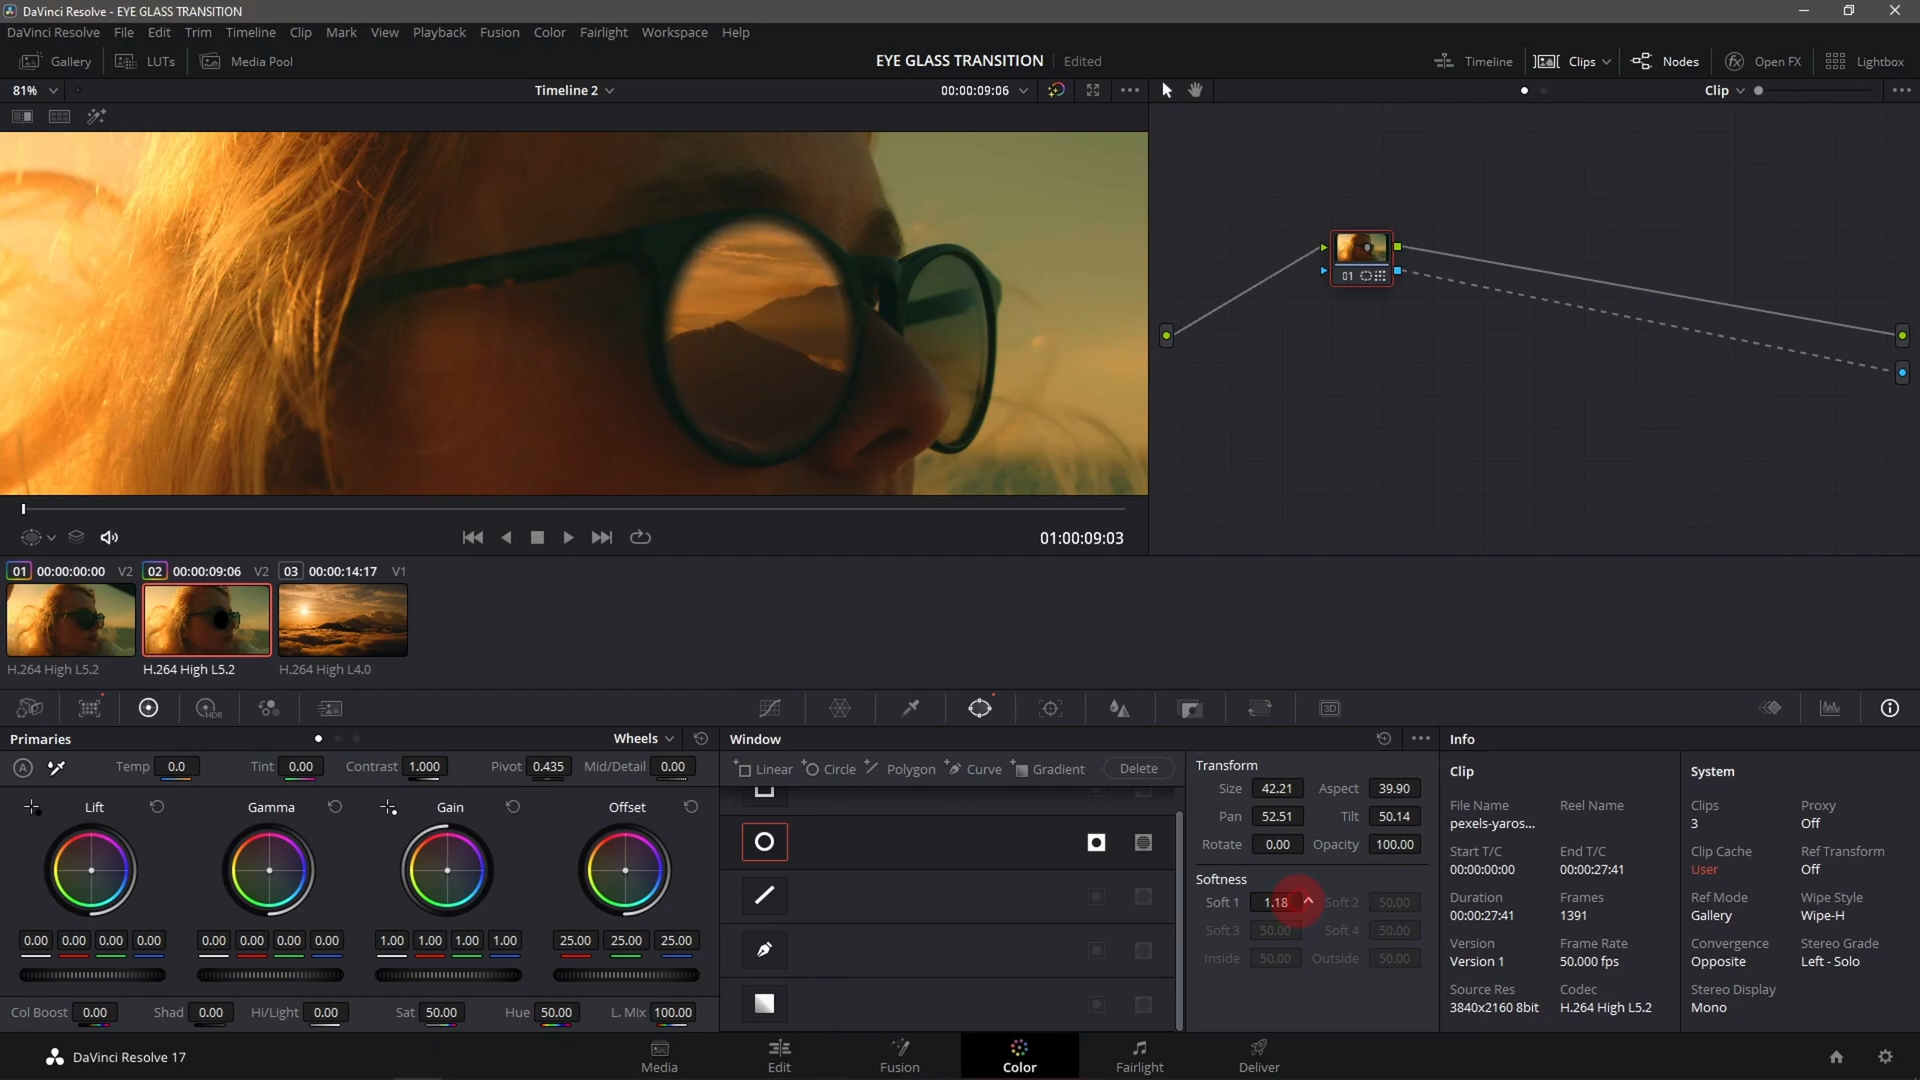 DaVinci Resolve - EYE GLASS TRANSITION
DaVinci Resolve File Edit Trim Timeline Clip Mark View Playback Fusion Color Fairlight Workspace Help
Gallery LUTs Media Pool EYE GLASS TRANSITION Edited Timeline Clips Nodes Open FX Lightbox
81% Timeline 2 00:00:09:06 Clip
01
01:00:09:03
01 00:00:00:00 V2 02 00:00:09:06 V2 03 00:00:14:17 V1
H.264 High L5.2 H.264 High L5.2 H.264 High L4.0
HDR 3D
Primaries Wheels Window Info
A Temp 0.0 Tint 0.00 Contrast 1.000 Pivot 0.435 Mid/Detail 0.00
Lift Gamma Gain Offset
0.00 0.00 0.00 0.00 0.00 0.00 0.00 0.00 1.00 1.00 1.00 1.00 25.00 25.00 25.00
Col Boost 0.00 Shad 0.00 Hi/Light 0.00 Sat 50.00 Hue 50.00 L. Mix 100.00
Linear Circle Polygon Curve Gradient Delete
Transform
Size 42.21 Aspect 39.90
Pan 52.51 Tilt 50.14
Rotate 0.00 Opacity 100.00
Softness
Soft 1 1.18 Soft 2 50.00
Soft 3 50.00 Soft 4 50.00
Inside 50.00 Outside 50.00
Clip
File Name Reel Name
pexels-yaros...
Start T/C End T/C
00:00:00:00 00:00:27:41
Duration Frames
00:00:27:41 1391
Version Frame Rate
Version 1 50.000 fps
Source Res Codec
3840x2160 8bit H.264 High L5.2
System
Clips Proxy
3 Off
Clip Cache Ref Transform
User Off
Ref Mode Wipe Style
Gallery Wipe-H
Convergence Stereo Grade
Opposite Left - Solo
Stereo Display
Mono
DaVinci Resolve 17 Media Edit Fusion Color Fairlight Deliver